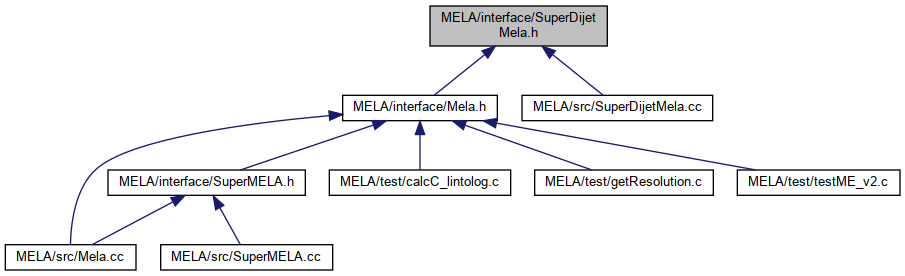 MELA/interface/SuperDijet
Mela.h
MELA/interface/Mela.h
MELA/src/SuperDijetMela.cc
MELA/interface/SuperMELA.h
MELA/test/calcC_lintolog.c
MELA/test/getResolution.c
MELA/test/testME_v2.c
MELA/src/Mela.cc
MELA/src/SuperMELA.cc